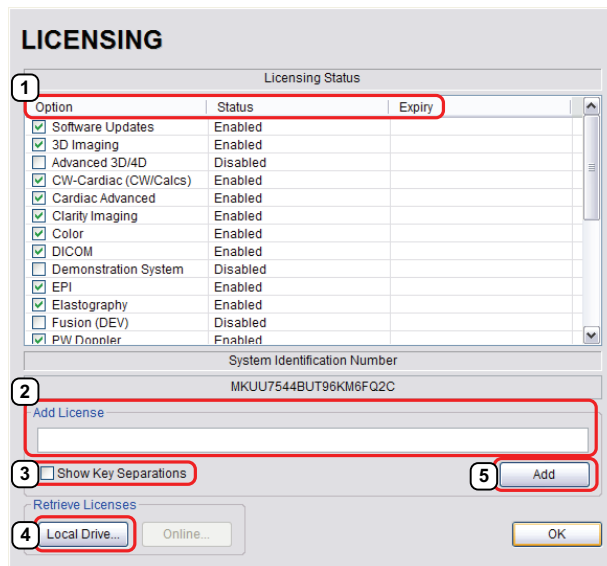 LICENSING
Licensing Status
1
Option Status Expiry
Software Updates Enabled
3D Imaging Enabled
Advanced 3D/4D Disabled
CW-Cardiac (CW/Calcs) Enabled
Cardiac Advanced Enabled
Clarity Imaging Enabled
Color Enabled
DICOM Enabled
Demonstration System Disabled
EPI Enabled
Elastography Enabled
Fusion (DEV) Disabled
PW Doppler Enabled
System Identification Number
MKUU7544BUT96KM6FQ2C
2
Add License
3 Show Key Separations
5 Add
Retrieve Licenses
4 Local Drive... Online... OK